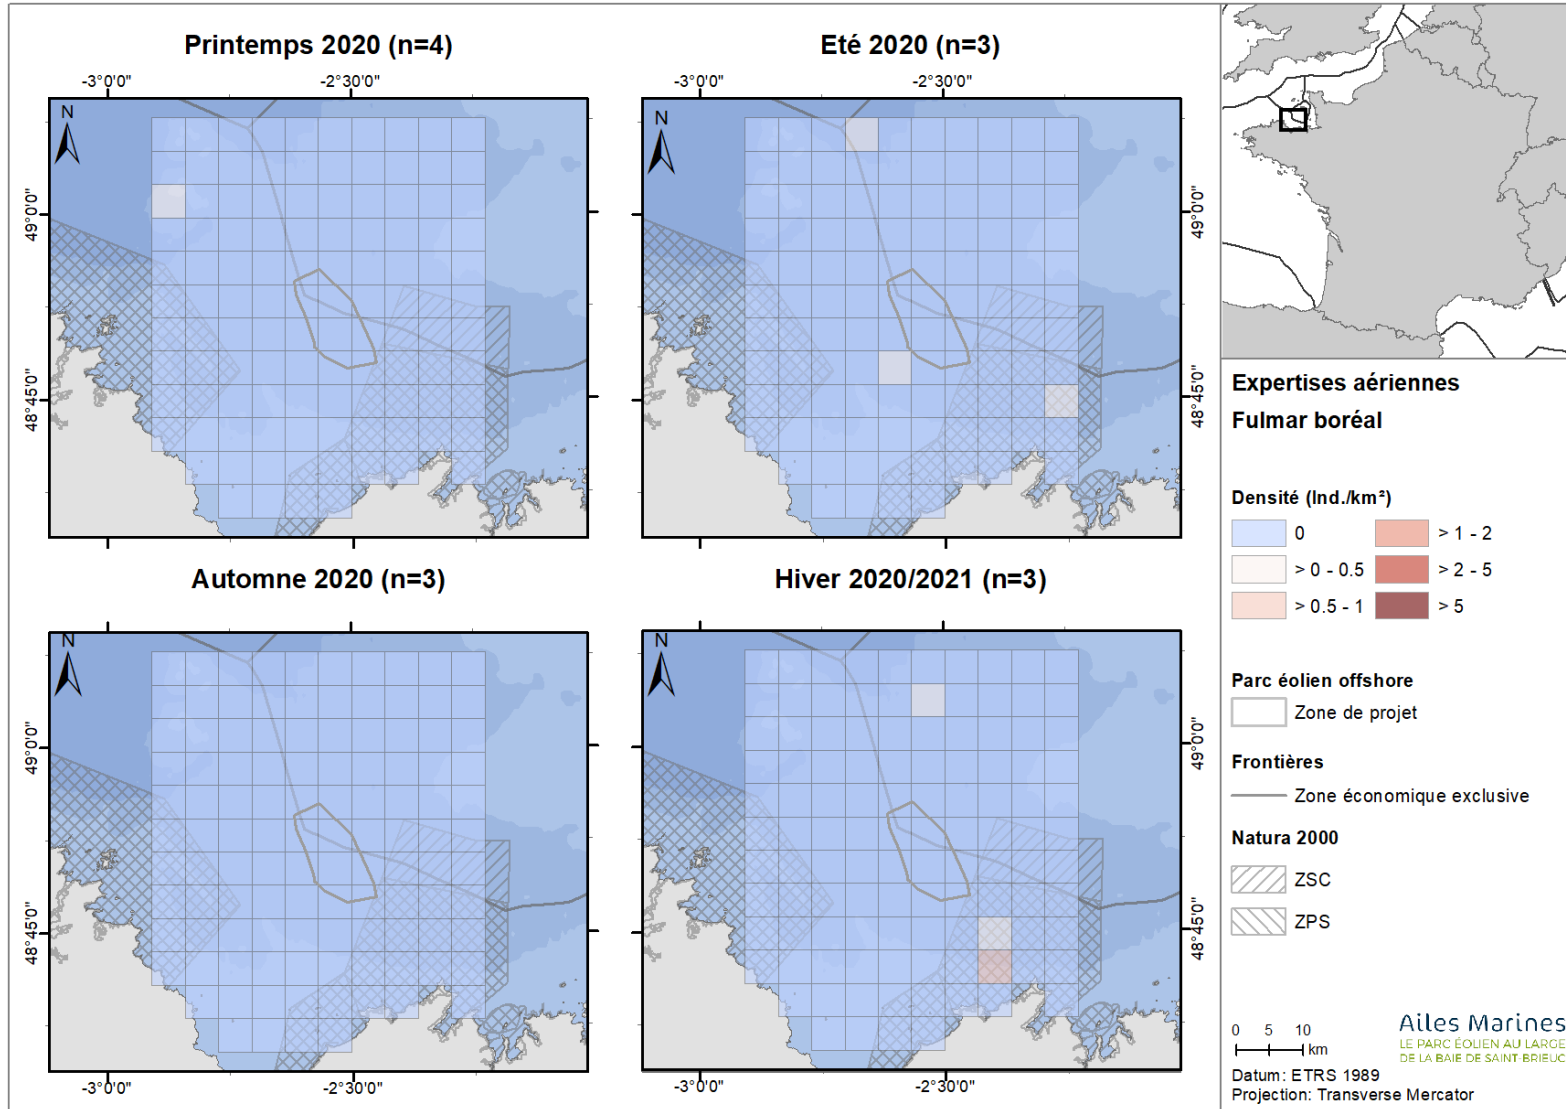 Printemps 2020 (n=4)
-3°0'0"
-2°30'0"
N
49°0'0"
48°45'0"
Eté 2020 (n=3)
-3°0'0"
-2°30'0"
N
49°0'0"
48°45'0"
Automne 2020 (n=3)
N
49°0'0"
48°45'0"
-3°0'0"
-2°30'0"
Hiver 2020/2021 (n=3)
N
49°0'0"
48°45'0"
-3°0'0"
-2°30'0"
Expertises aériennes
Fulmar boréal
Densité (Ind./km²)
0
> 0 - 0.5
> 0.5 - 1
> 1 - 2
> 2 - 5
> 5
Parc éolien offshore
Zone de projet
Frontières
Zone économique exclusive
Natura 2000
ZSC
ZPS
0 5 10
km
Datum: ETRS 1989
Projection: Transverse Mercator
Ailes Marines
LE PARC ÉOLIEN AU LARGE
DE LA BAIE DE SAINT-BRIEUC